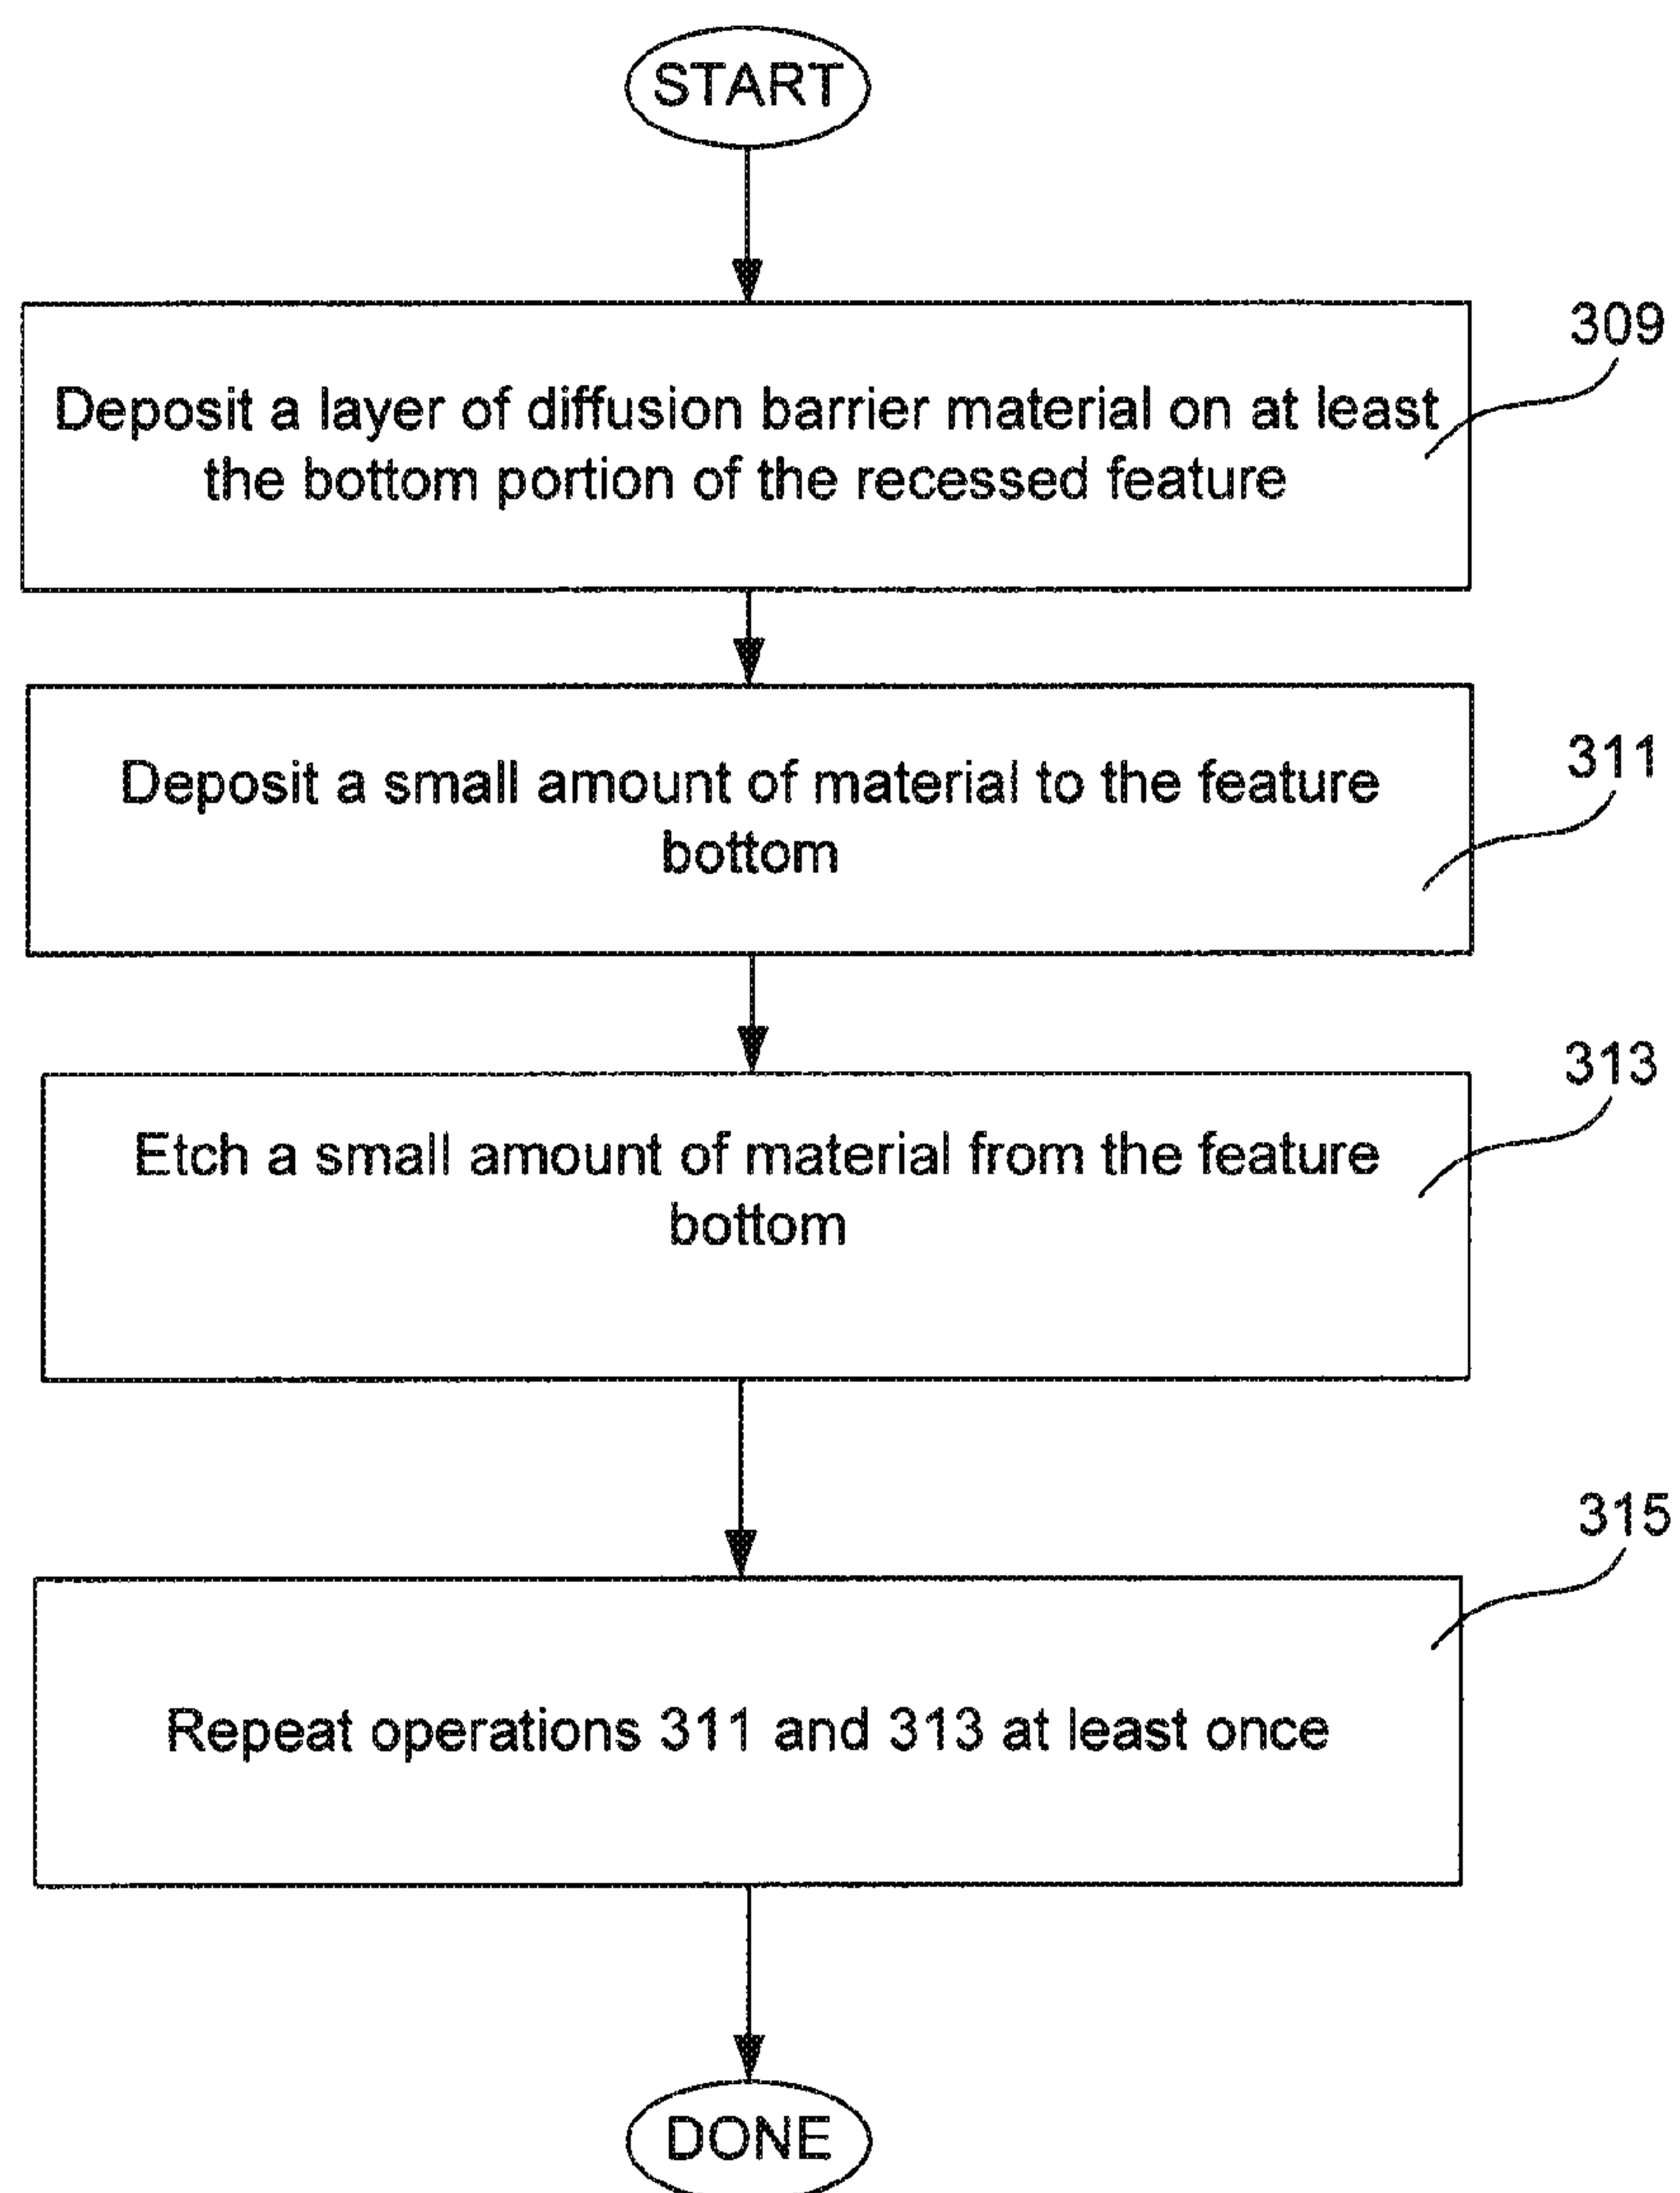 START
309
Deposit a layer of diffusion barrier material on at least
the bottom portion of the recessed feature
311
Deposit a small amount of material to the feature
bottom
313
Etch a small amount of material from the feature
bottom
315
Repeat operations 311 and 313 at least once
DONE